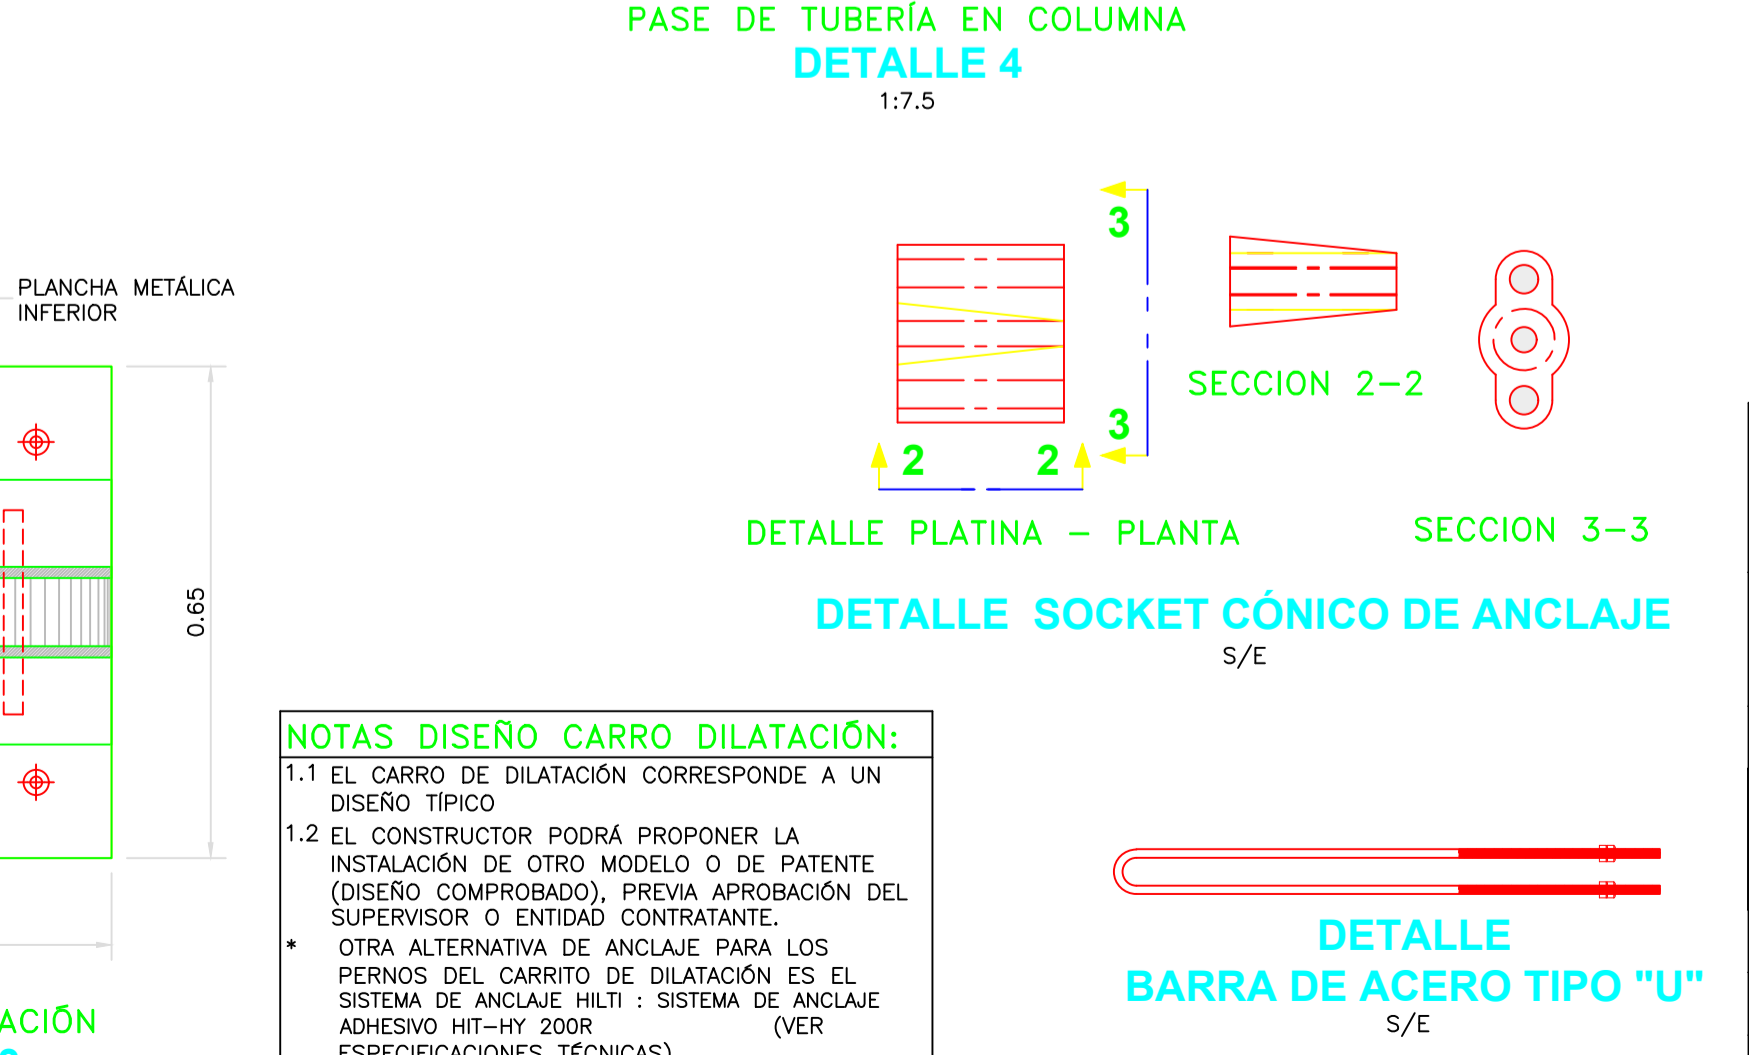 PASE DE TUBERÍA EN COLUMNA
DETALLE 4
1:7.5
PLANCHA METÁLICA
INFERIOR
0.65
3
3
2 2
SECCION 2-2
DETALLE PLATINA - PLANTA
SECCION 3-3
DETALLE SOCKET CÓNICO DE ANCLAJE
S/E
NOTAS DISEÑO CARRO DILATACIÓN:
1.1 EL CARRO DE DILATACIÓN CORRESPONDE A UN
DISEÑO TÍPICO
1.2 EL CONSTRUCTOR PODRÁ PROPONER LA
INSTALACIÓN DE OTRO MODELO O DE PATENTE
(DISEÑO COMPROBADO), PREVIA APROBACIÓN DEL
SUPERVISOR O ENTIDAD CONTRATANTE.
* OTRA ALTERNATIVA DE ANCLAJE PARA LOS
PERNOS DEL CARRITO DE DILATACIÓN ES EL
SISTEMA DE ANCLAJE HILTI : SISTEMA DE ANCLAJE
ADHESIVO HIT-HY 200R (VER
ESPECIFICACIONES TÉCNICAS)
DETALLE
BARRA DE ACERO TIPO "U"
S/E
ACIÓN